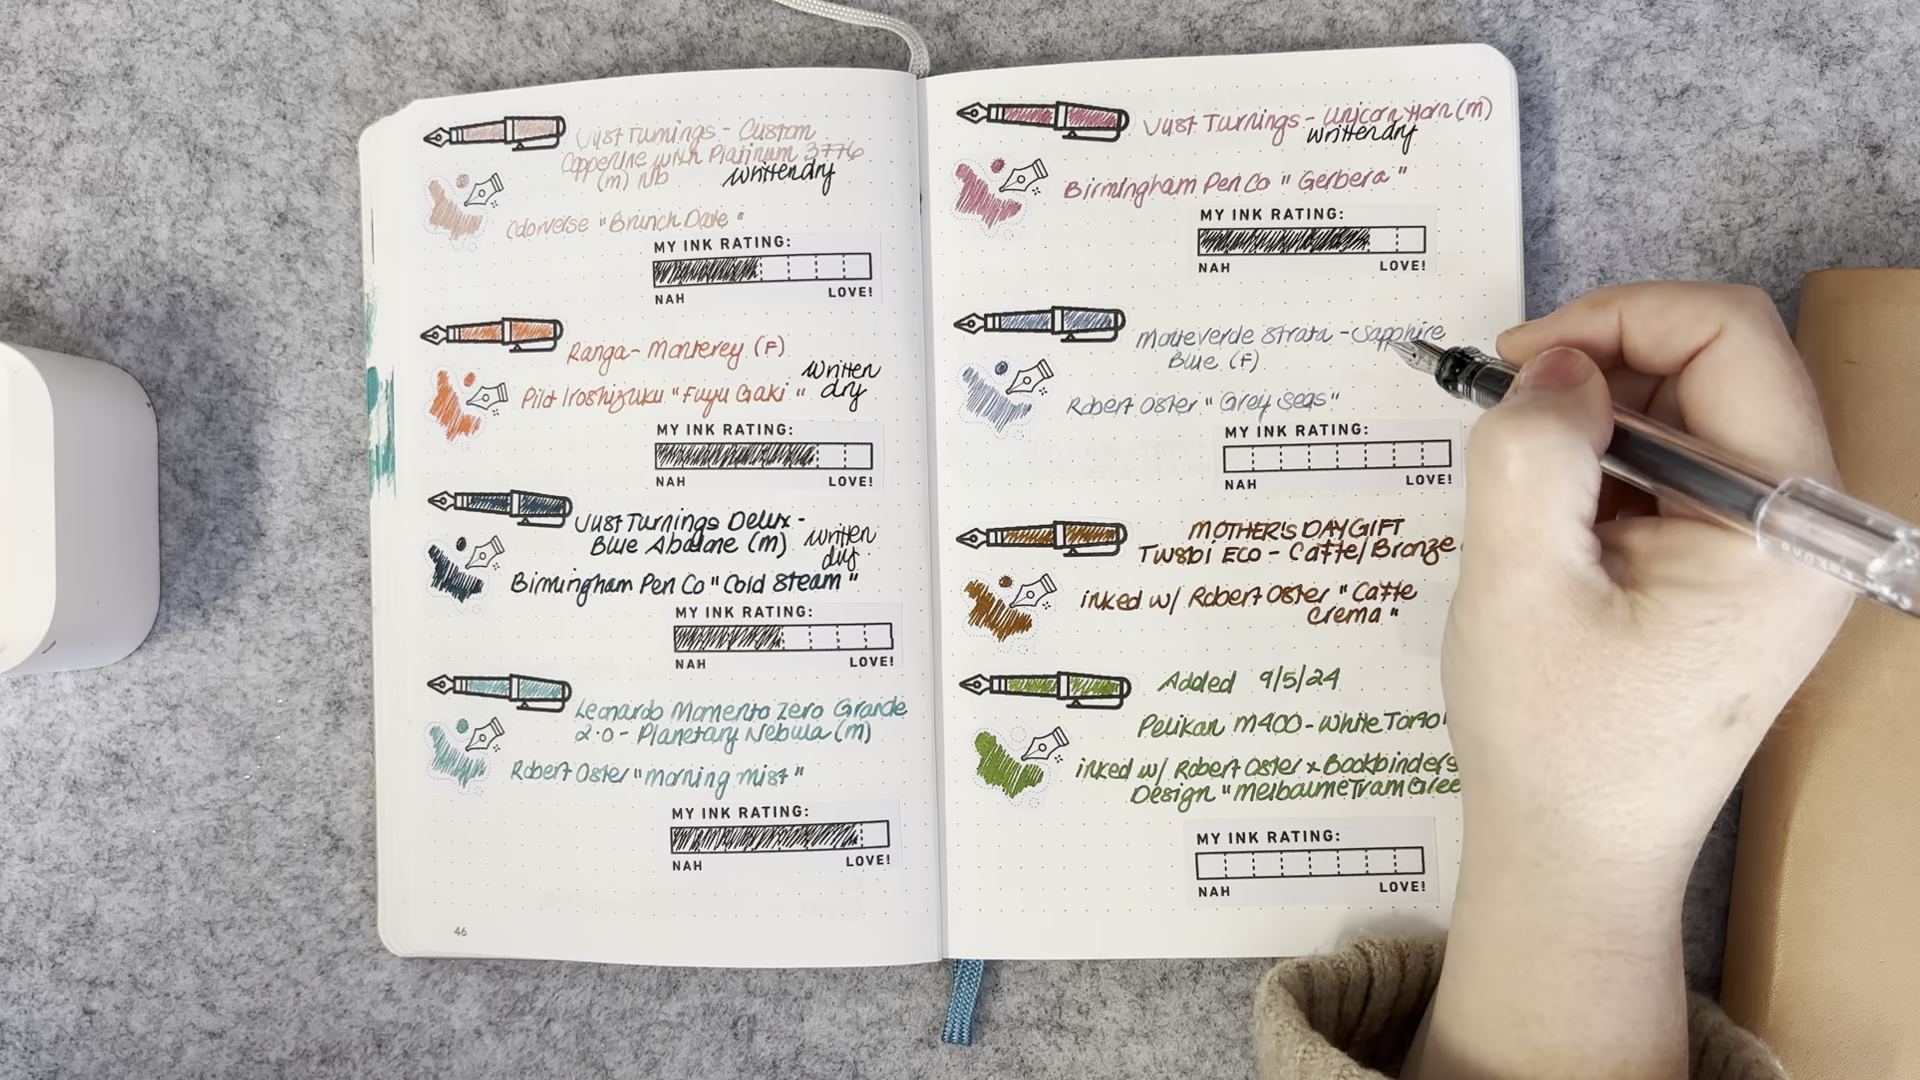 Just Turnings - Custom
Copperline with Platinum 3776
(m) nib
Written dry
Colorverse "Brunch Date"
MY INK RATING:
NAH LOVE!
Ranga - Monterey (F)
Written
dry
Pilot Iroshizuku "Fuyu Gaki"
MY INK RATING:
NAH LOVE!
Just Turnings Delux -
Blue Abalone (m)
written
dry
Birmingham Pen Co "Cold Steam"
MY INK RATING:
NAH LOVE!
Leonardo Momento Zero Grande
2.0 - Planetary Nebula (m)
Robert Oster "morning mist"
MY INK RATING:
NAH LOVE!
46
Just Turnings - Unicorn Horn (m)
Written dry
Birmingham Pen Co "Gerbera"
MY INK RATING:
NAH LOVE!
Monteverde Strata - Sapphire
Blue (F)
Robert Oster "Grey Seas"
MY INK RATING:
NAH LOVE!
MOTHER'S DAY GIFT
TWSBI ECO - Caffe/Bronze
inked w/ Robert Oster "Caffe
Crema"
Added 9/5/24
Pelikan M400 - White Torto
inked w/ Robert Oster x Bookbinders
Design "Melbourne Tram Gree
MY INK RATING:
NAH LOVE!